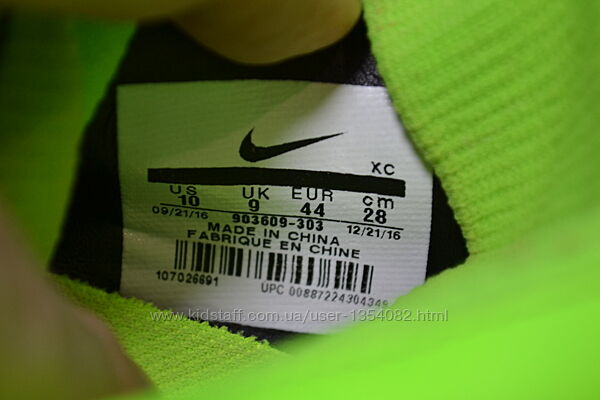 XC
US UK EUR cm
10 9 44 28
09/21/16 903609-303 12/21/16
MADE IN CHINA
FABRIQUE EN CHINE
107026691
UPC 00887224304349
www.kidstaff.com.ua/user-1354082.html